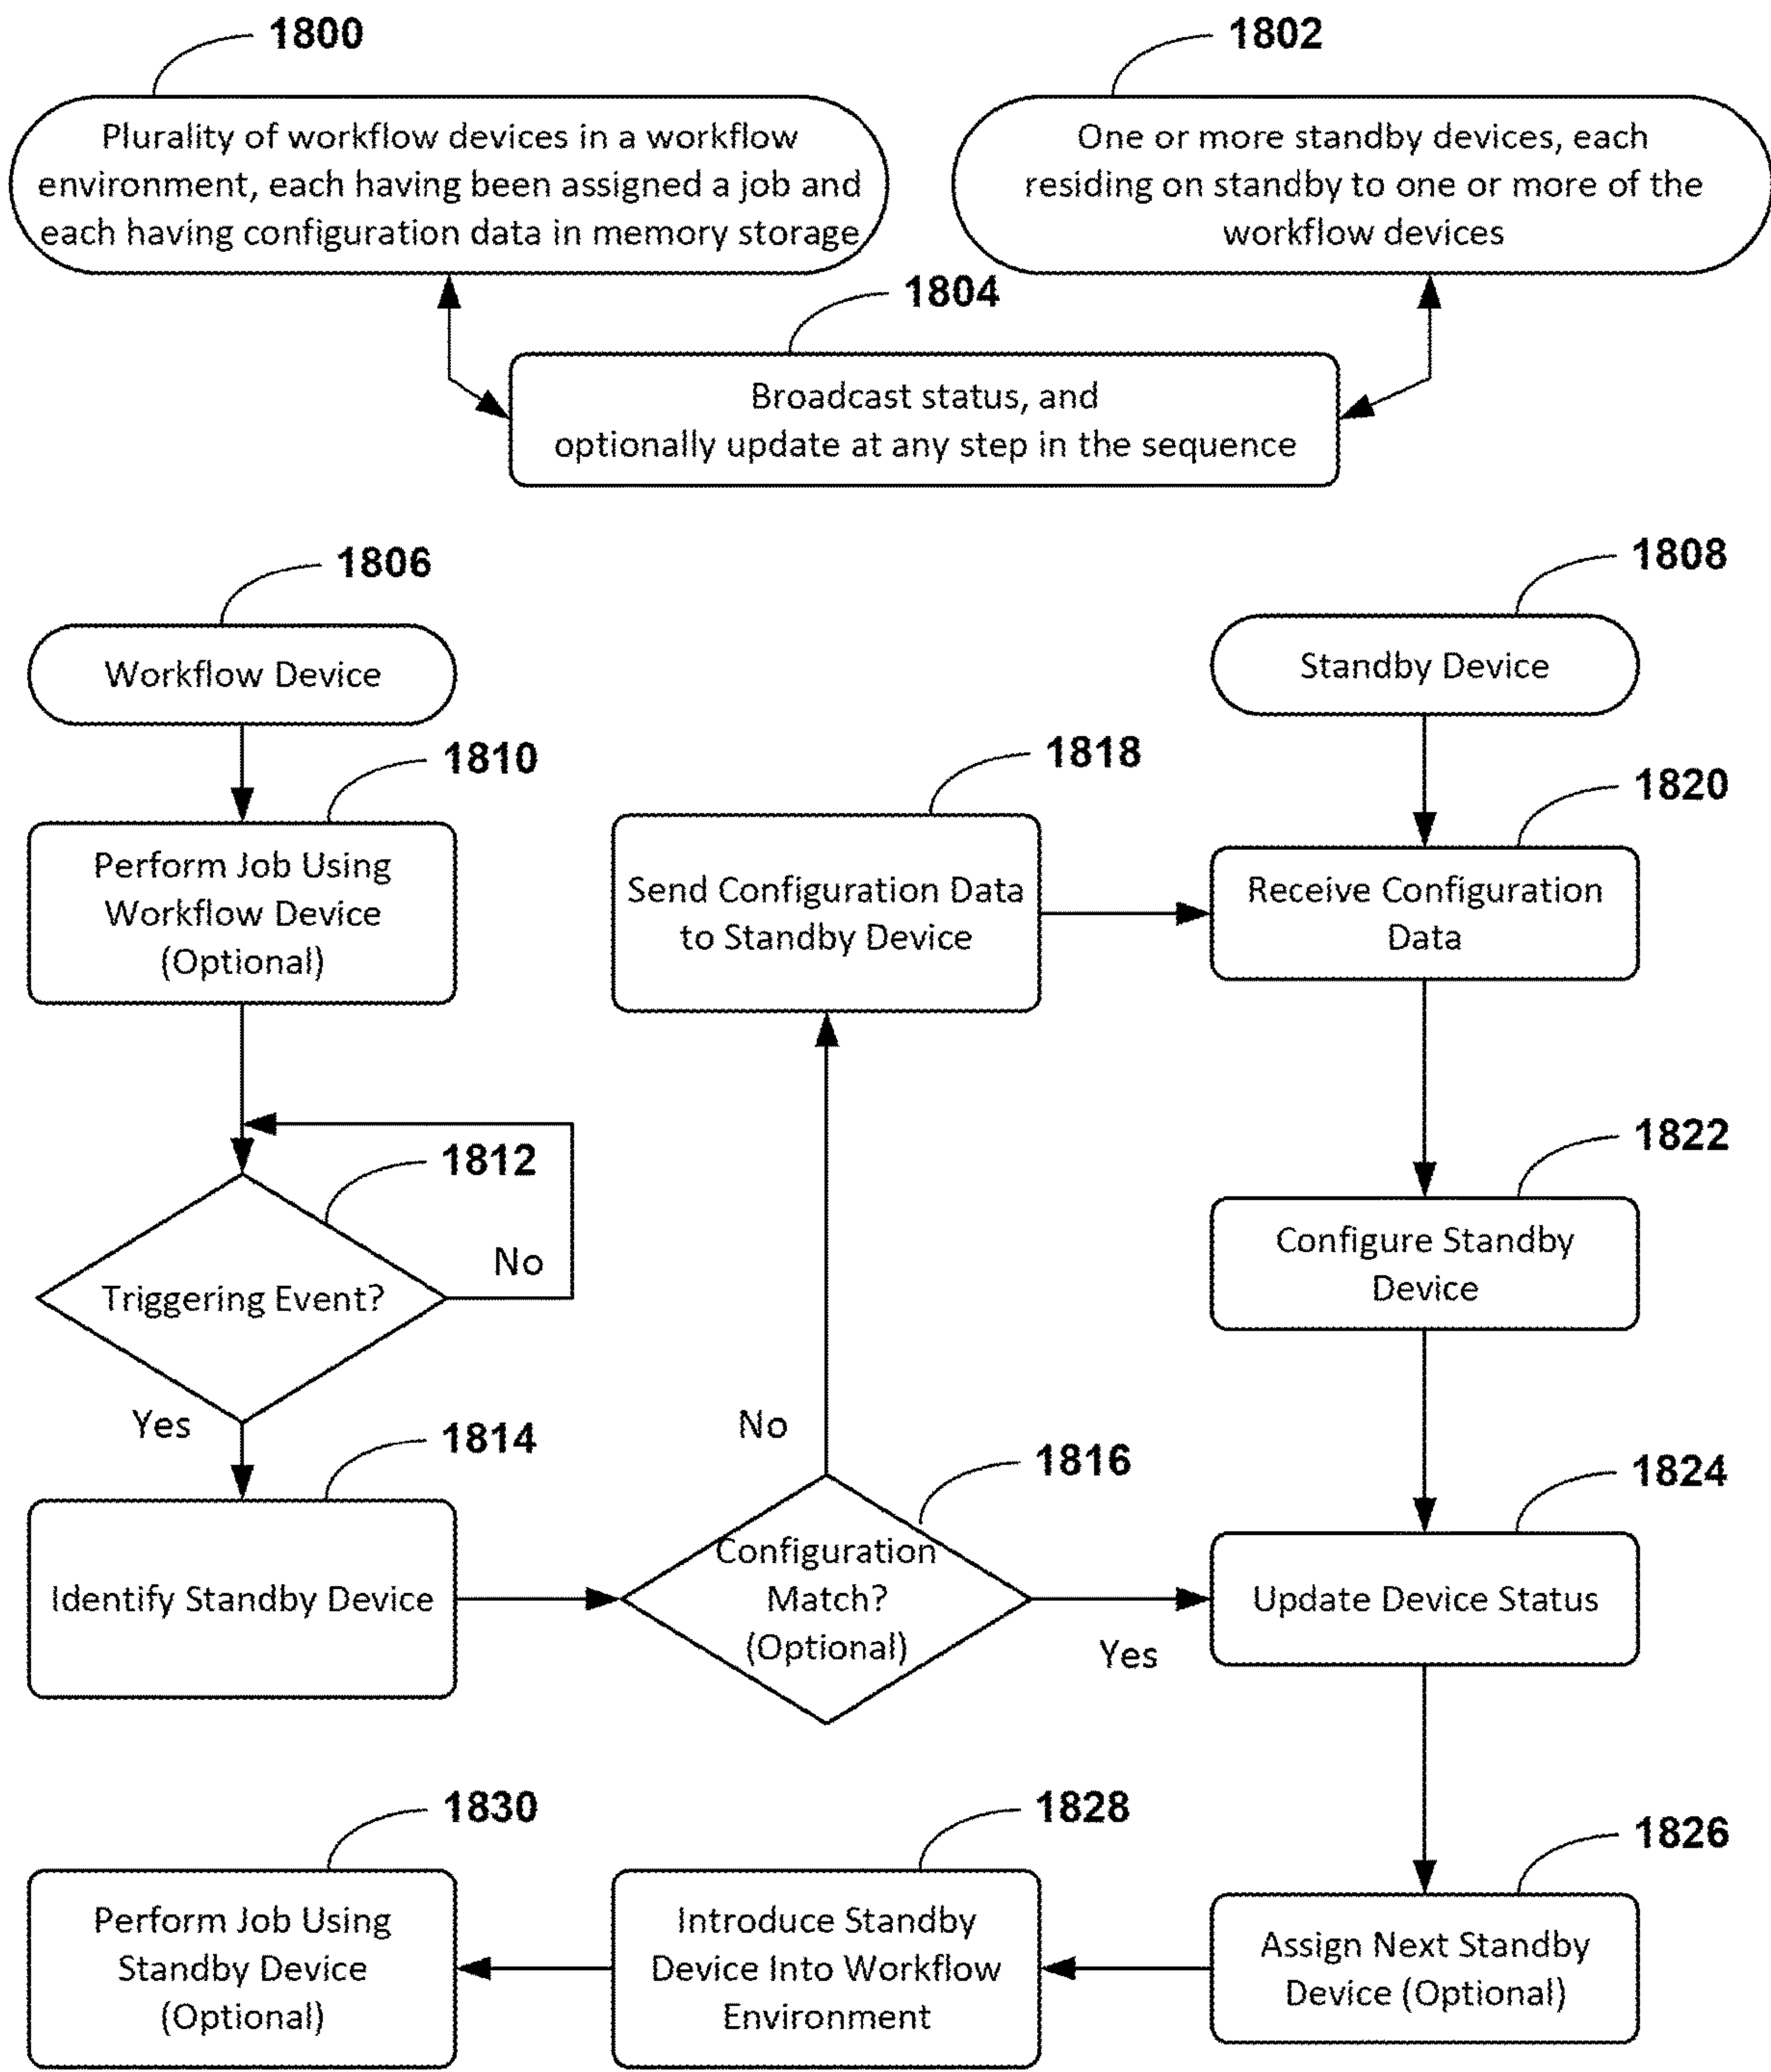 1800
1802
Plurality of workflow devices in a workflow
environment, each having been assigned a job and
each having configuration data in memory storage
One or more standby devices, each
residing on standby to one or more of the
workflow devices
1804
Broadcast status, and
optionally update at any step in the sequence
1806
1808
Workflow Device
Standby Device
1810
1818
1820
Perform Job Using
Workflow Device
(Optional)
Send Configuration Data
to Standby Device
Receive Configuration
Data
1812
1822
No
Triggering Event?
Configure Standby
Device
Yes
No
1814
1816
1824
Identify Standby Device
Configuration
Match?
(Optional)
Yes
Update Device Status
1830
1828
1826
Perform Job Using
Standby Device
(Optional)
Introduce Standby
Device Into Workflow
Environment
Assign Next Standby
Device (Optional)